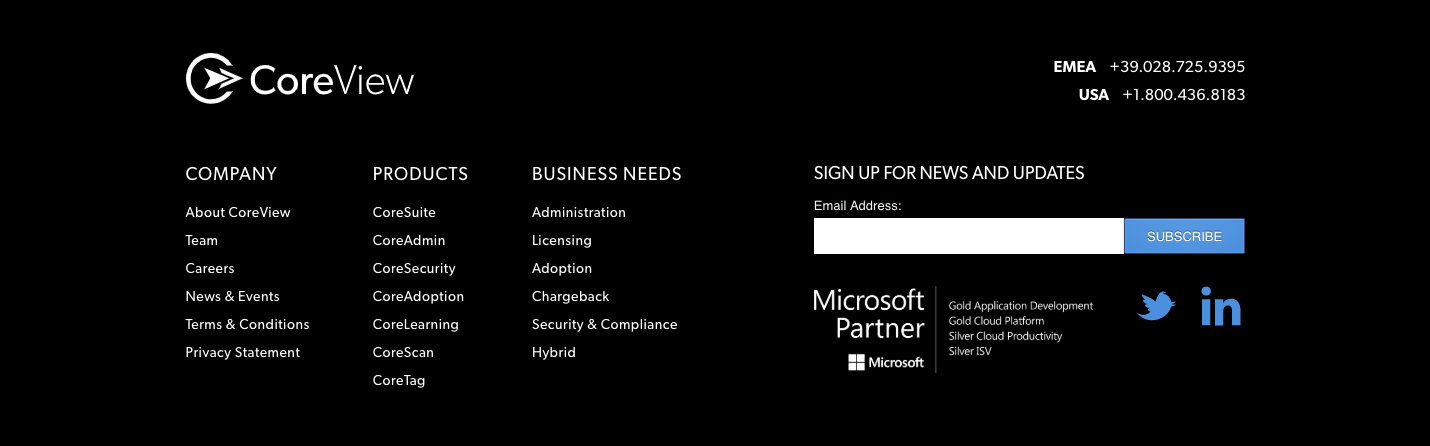 CoreView
EMEA +39.028.725.9395
USA +1.800.436.8183
COMPANY
About CoreView
Team
Careers
News & Events
Terms & Conditions
Privacy Statement
PRODUCTS
CoreSuite
CoreAdmin
CoreSecurity
CoreAdoption
CoreLearning
CoreScan
CoreTag
BUSINESS NEEDS
Administration
Licensing
Adoption
Chargeback
Security & Compliance
Hybrid
SIGN UP FOR NEWS AND UPDATES
Email Address:
SUBSCRIBE
Microsoft
Partner
Microsoft
Gold Application Development
Gold Cloud Platform
Silver Cloud Productivity
Silver ISV
in